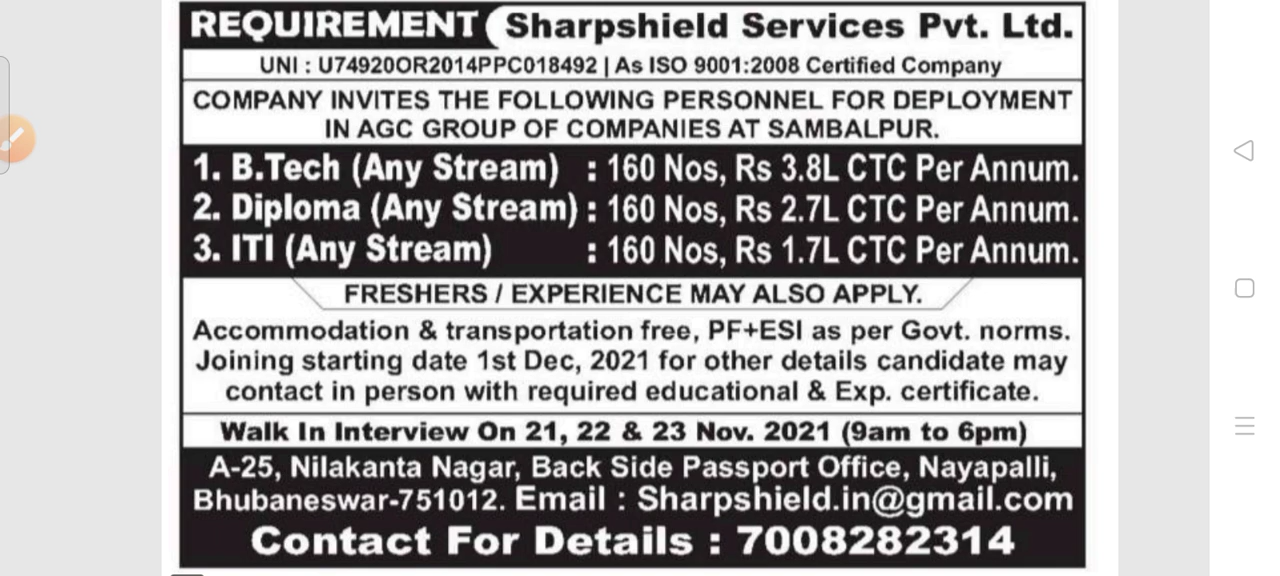 REQUIREMENT Sharpshield Services Pvt. Ltd.
UNI : U74920OR2014PPC018492 | As ISO 9001:2008 Certified Company
COMPANY INVITES THE FOLLOWING PERSONNEL FOR DEPLOYMENT
IN AGC GROUP OF COMPANIES AT SAMBALPUR.
1. B.Tech (Any Stream) : 160 Nos, Rs 3.8L CTC Per Annum.
2. Diploma (Any Stream) : 160 Nos, Rs 2.7L CTC Per Annum.
3. ITI (Any Stream) : 160 Nos, Rs 1.7L CTC Per Annum.
FRESHERS / EXPERIENCE MAY ALSO APPLY.
Accommodation & transportation free, PF+ESI as per Govt. norms.
Joining starting date 1st Dec, 2021 for other details candidate may
contact in person with required educational & Exp. certificate.
Walk In Interview On 21, 22 & 23 Nov. 2021 (9am to 6pm)
A-25, Nilakanta Nagar, Back Side Passport Office, Nayapalli,
Bhubaneswar-751012. Email : Sharpshield.in@gmail.com
Contact For Details : 7008282314